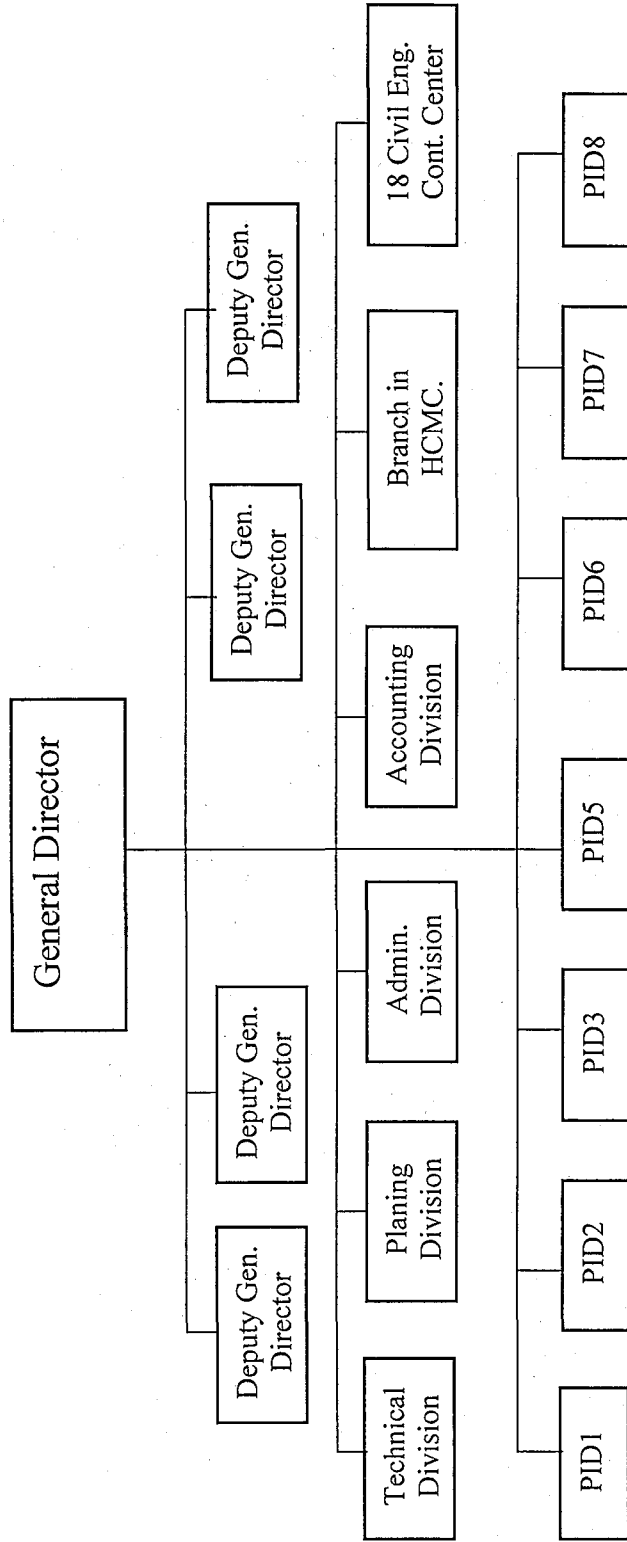 General Director
Deputy Gen.
Director
Deputy Gen.
Director
Deputy Gen.
Director
Deputy Gen.
Director
Technical
Division
Planing
Division
Admin.
Division
Accounting
Division
Branch in
HCMC.
18 Civil Eng.
Cont. Center
PID1
PID2
PID3
PID5
PID6
PID7
PID8